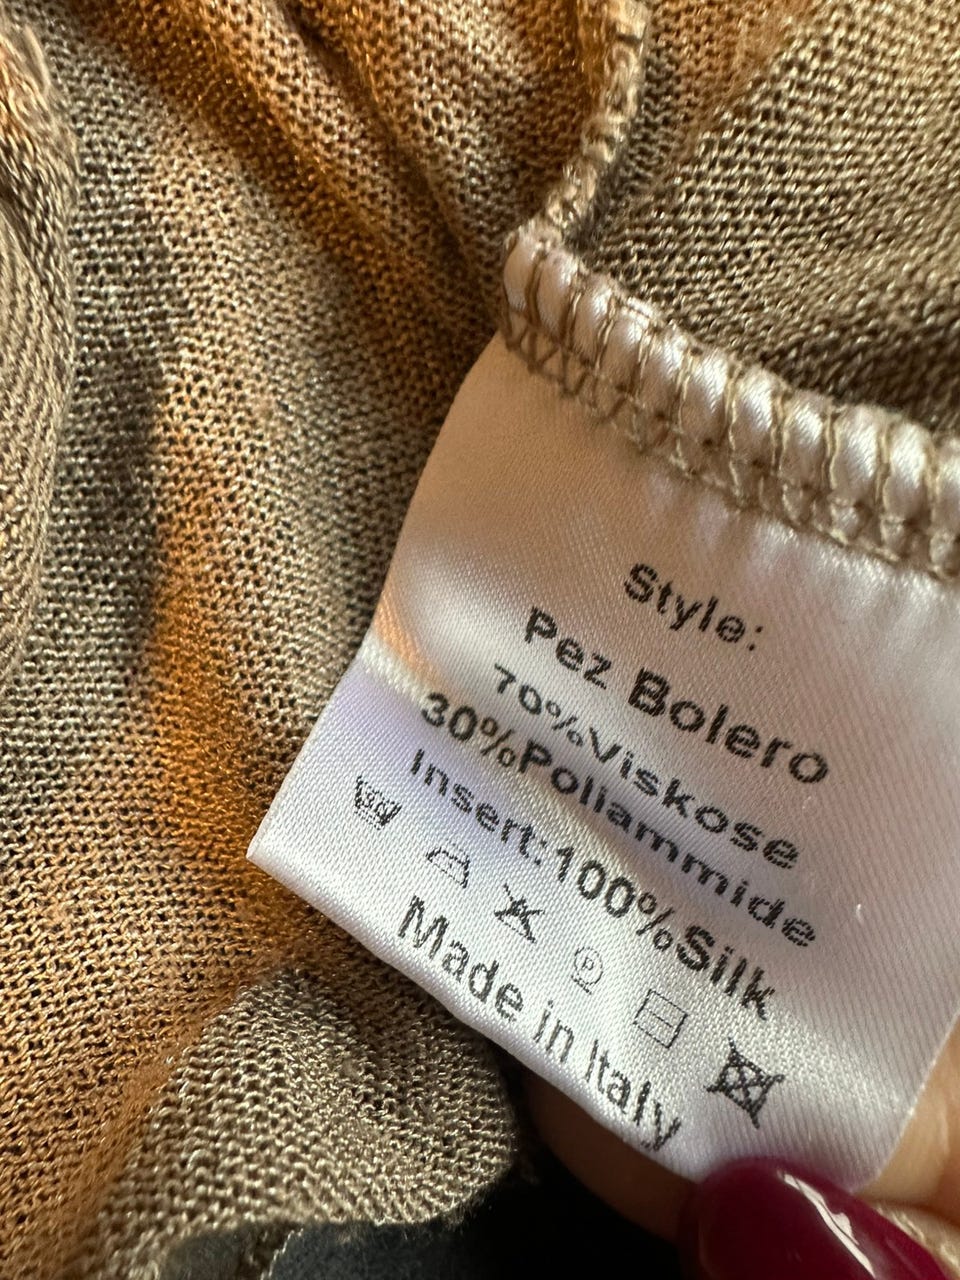 Style:
Pez Bolero
70%Viskose
30%Poliammide
Insert:100%Silk
P
Made in Italy